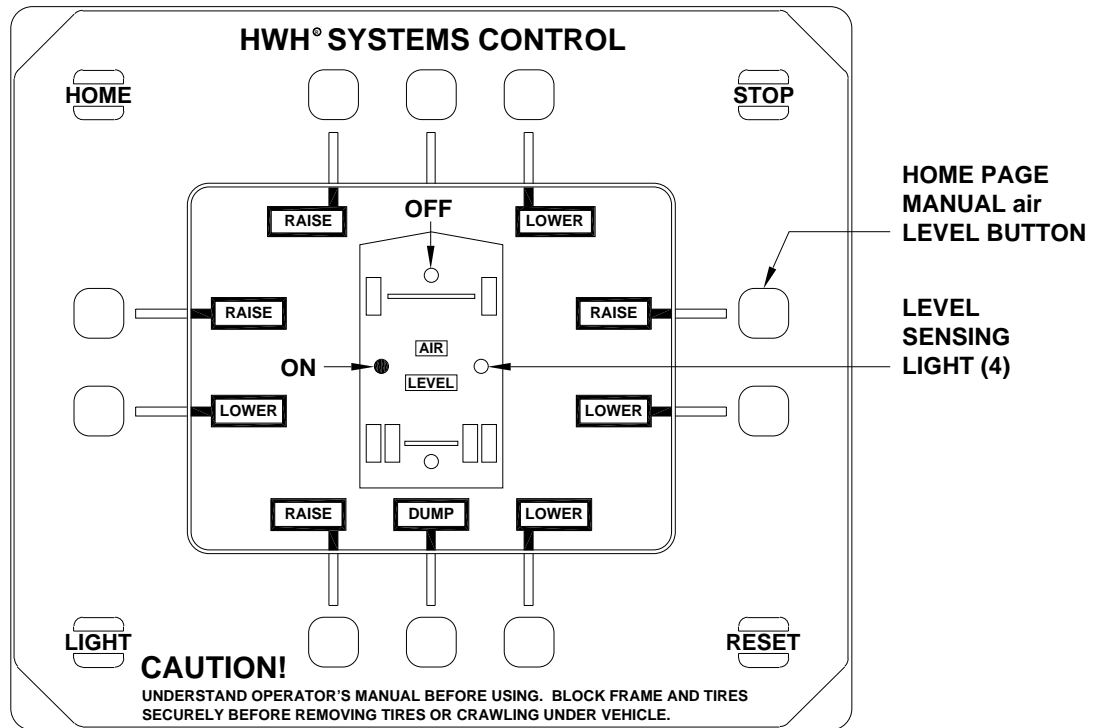 HWH® SYSTEMS CONTROL
HOME
STOP
HOME PAGE
MANUAL air
LEVEL BUTTON
RAISE
OFF
LOWER
RAISE
RAISE
LEVEL
SENSING
LIGHT (4)
AIR
ON
LEVEL
LOWER
LOWER
RAISE
DUMP
LOWER
LIGHT
RESET
CAUTION!
UNDERSTAND OPERATOR'S MANUAL BEFORE USING. BLOCK FRAME AND TIRES
SECURELY BEFORE REMOVING TIRES OR CRAWLING UNDER VEHICLE.